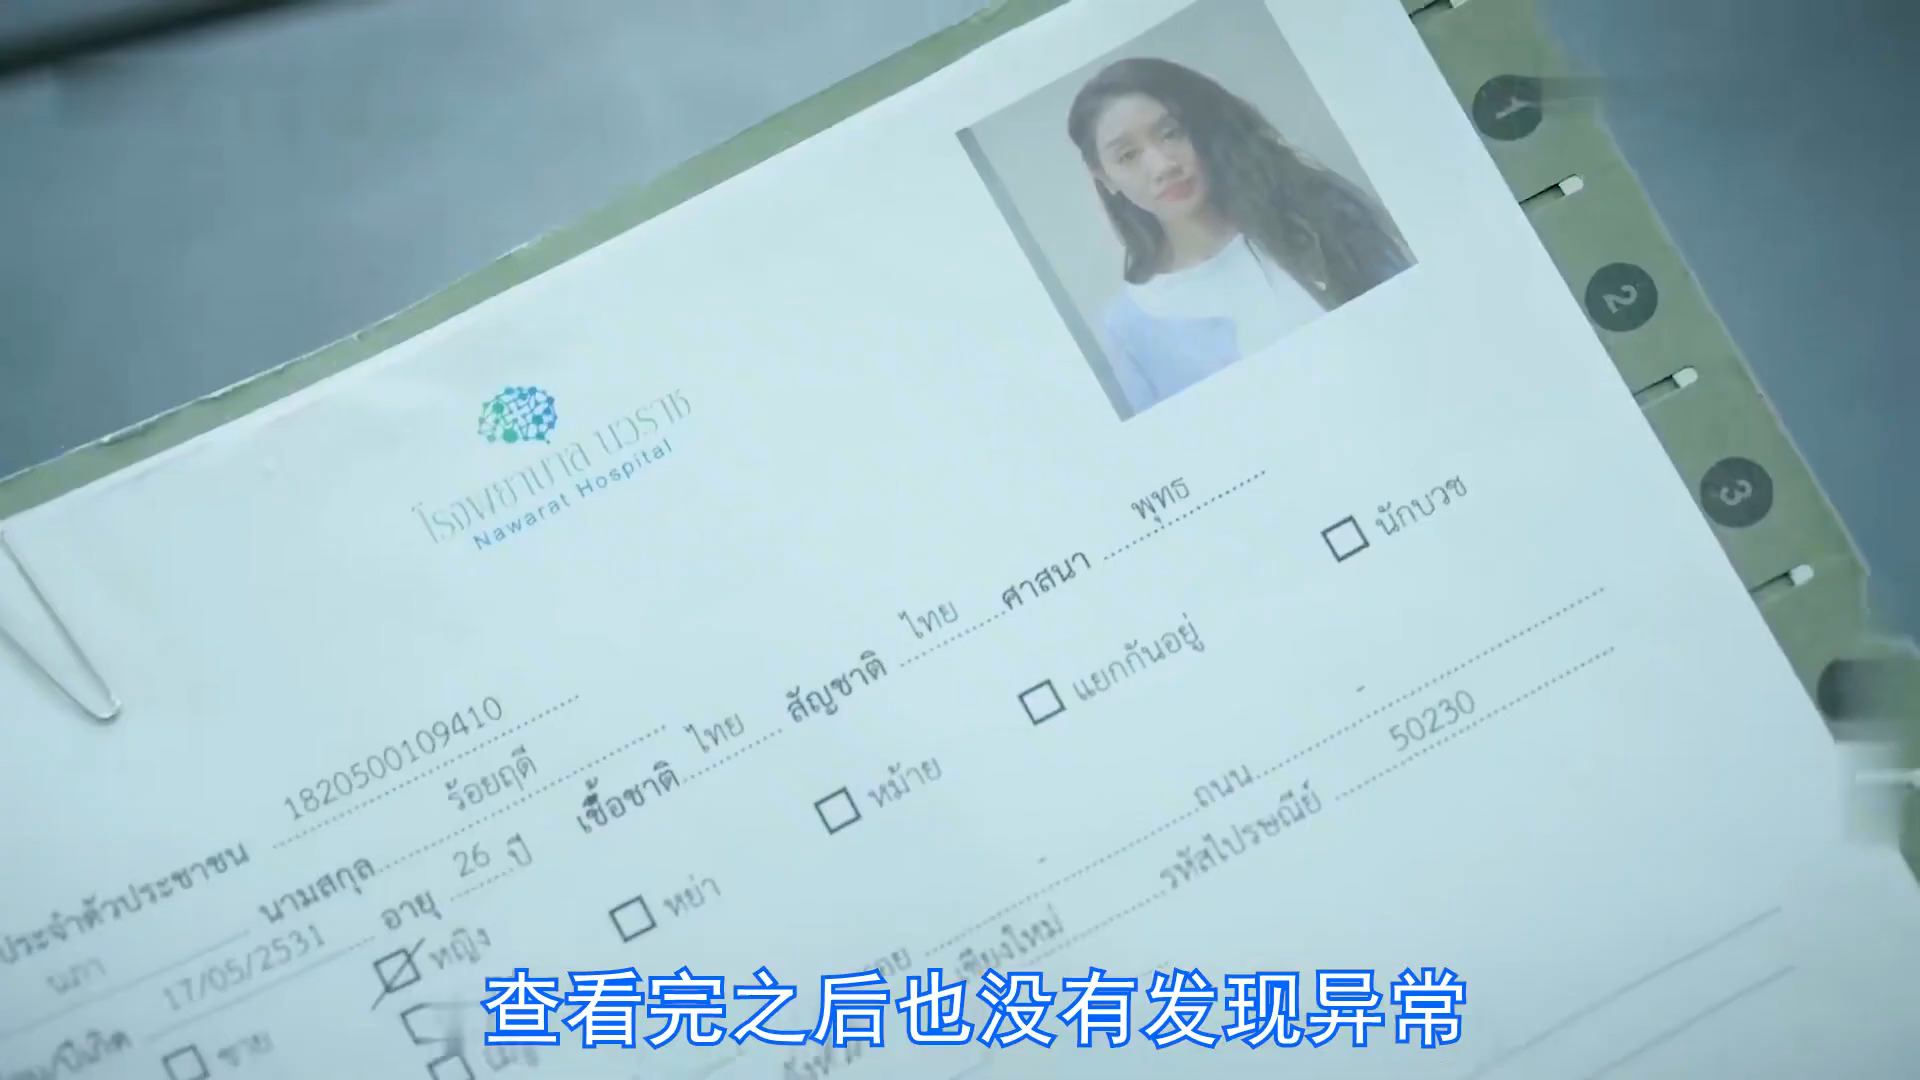 1
2
3
โรงพยาบาล นวราช
Nawarat Hospital
ประจำตัวประชาชน 1820500109410
นภา นามสกุล ร้อยฤดี เชื้อชาติ ไทย สัญชาติ ไทย ศาสนา พุทธ
17/05/2531 อายุ 26 ปี
ชาย หญิง
หย่า หม้าย แยกกันอยู่ นักบวช
ถนน -
เชียงใหม่ รหัสไปรษณีย์ 50230
查看完之后也没有发现异常